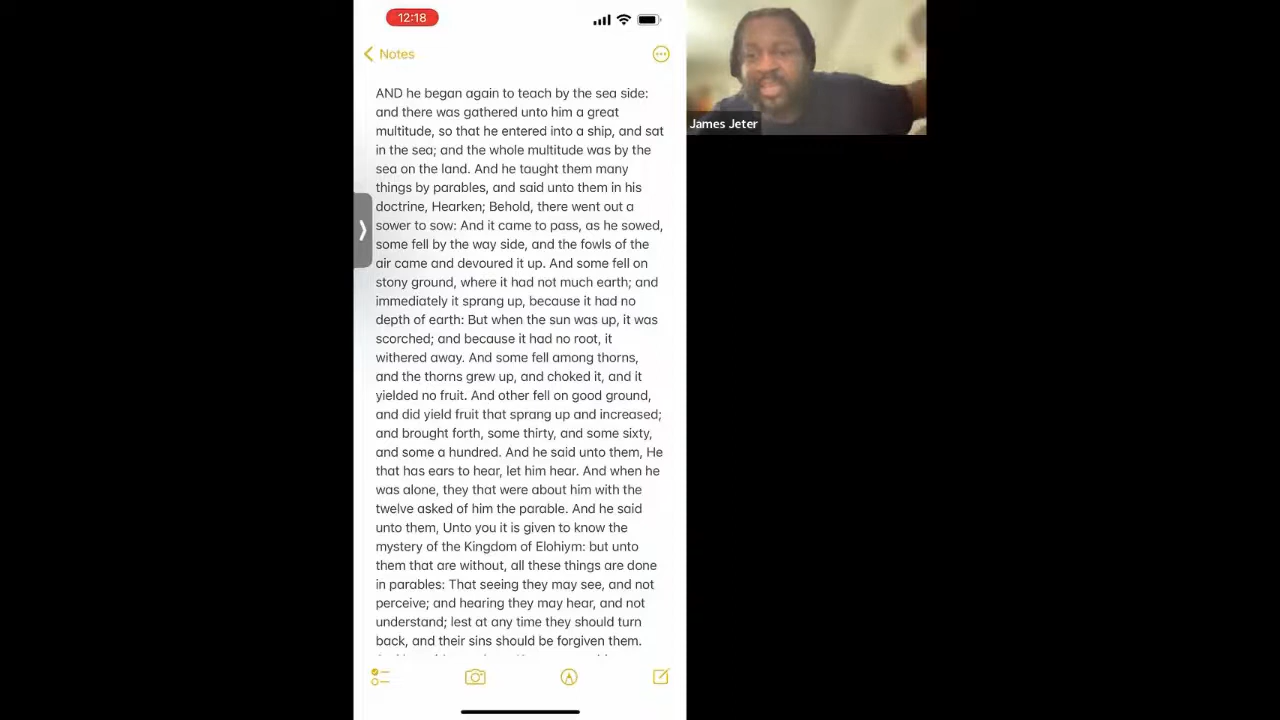 12:18
Notes
AND he began again to teach by the sea side:
and there was gathered unto him a great
multitude, so that he entered into a ship, and sat
in the sea; and the whole multitude was by the
sea on the land. And he taught them many
things by parables, and said unto them in his
doctrine, Hearken; Behold, there went out a
sower to sow: And it came to pass, as he sowed,
some fell by the way side, and the fowls of the
air came and devoured it up. And some fell on
stony ground, where it had not much earth; and
immediately it sprang up, because it had no
depth of earth: But when the sun was up, it was
scorched; and because it had no root, it
withered away. And some fell among thorns,
and the thorns grew up, and choked it, and it
yielded no fruit. And other fell on good ground,
and did yield fruit that sprang up and increased;
and brought forth, some thirty, and some sixty,
and some a hundred. And he said unto them, He
that has ears to hear, let him hear. And when he
was alone, they that were about him with the
twelve asked of him the parable. And he said
unto them, Unto you it is given to know the
mystery of the Kingdom of Elohiym: but unto
them that are without, all these things are done
in parables: That seeing they may see, and not
perceive; and hearing they may hear, and not
understand; lest at any time they should turn
back, and their sins should be forgiven them.
James Jeter